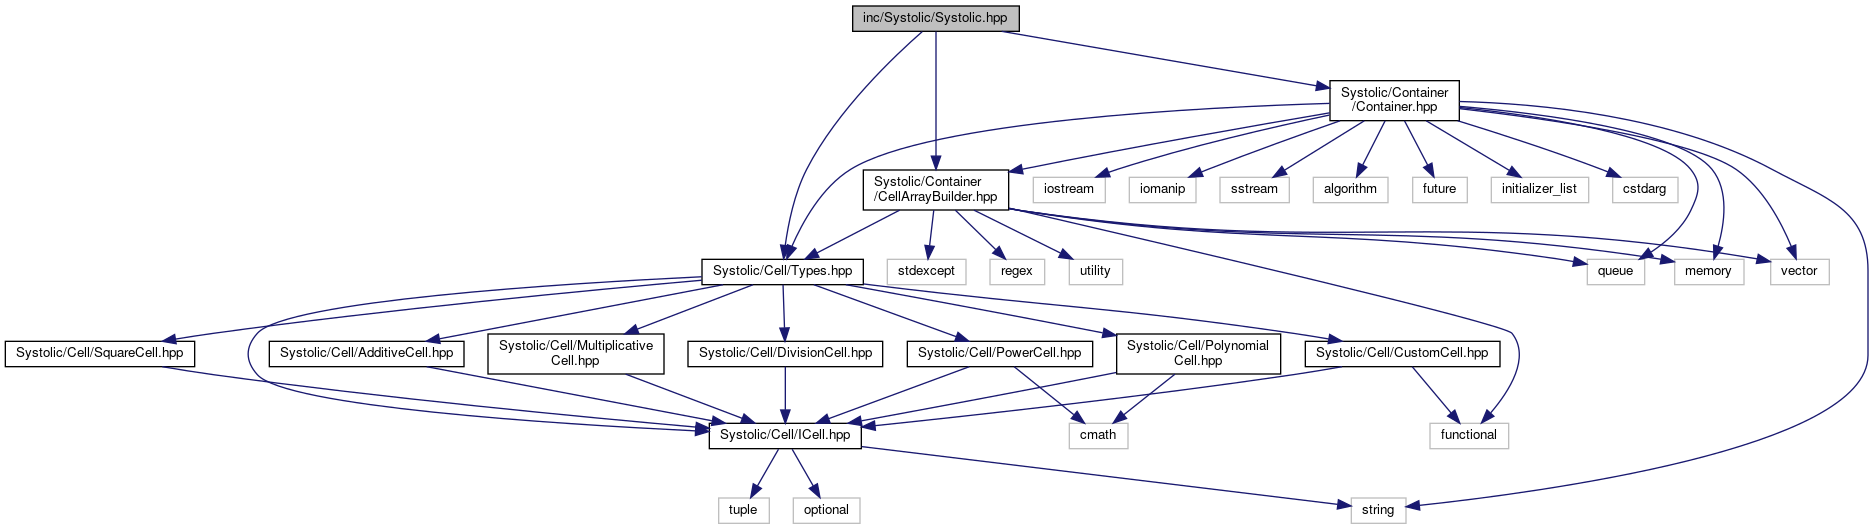 inc/Systolic/Systolic.hpp
Systolic/Container
/Container.hpp
Systolic/Container
/CellArrayBuilder.hpp
iostream
iomanip
sstream
algorithm
future
initializer_list
cstdarg
Systolic/Cell/Types.hpp
stdexcept
regex
utility
queue
memory
vector
Systolic/Cell/SquareCell.hpp
Systolic/Cell/AdditiveCell.hpp
Systolic/Cell/Multiplicative
Cell.hpp
Systolic/Cell/DivisionCell.hpp
Systolic/Cell/PowerCell.hpp
Systolic/Cell/Polynomial
Cell.hpp
Systolic/Cell/CustomCell.hpp
Systolic/Cell/ICell.hpp
cmath
functional
tuple
optional
string